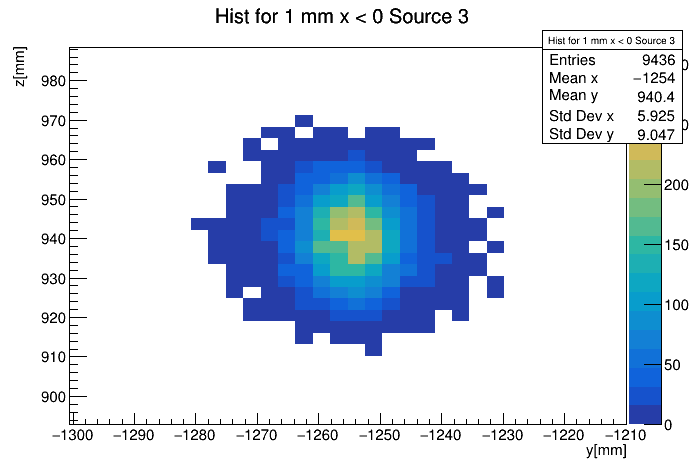 Hist for 1 mm x < 0 Source 3
Hist for 1 mm x < 0 Source 3
Entries 9436
Mean x −1254
Mean y 940.4
Std Dev x 5.925
Std Dev y 9.047
z[mm]
980
970
960
950
940
930
920
910
900
−1300 −1290 −1280 −1270 −1260 −1250 −1240 −1230 −1220 −1210
y[mm]
200
150
100
50
0